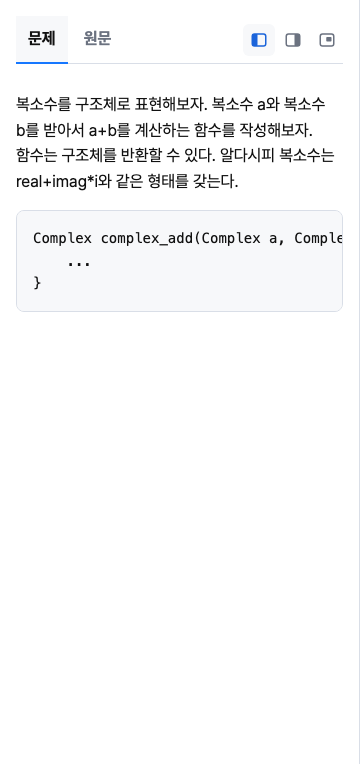 문제 원문
복소수를 구조체로 표현해보자. 복소수 a와 복소수
b를 받아서 a+b를 계산하는 함수를 작성해보자.
함수는 구조체를 반환할 수 있다. 알다시피 복소수는
real+imag*i와 같은 형태를 갖는다.
Complex complex_add(Complex a, Comple
...
}